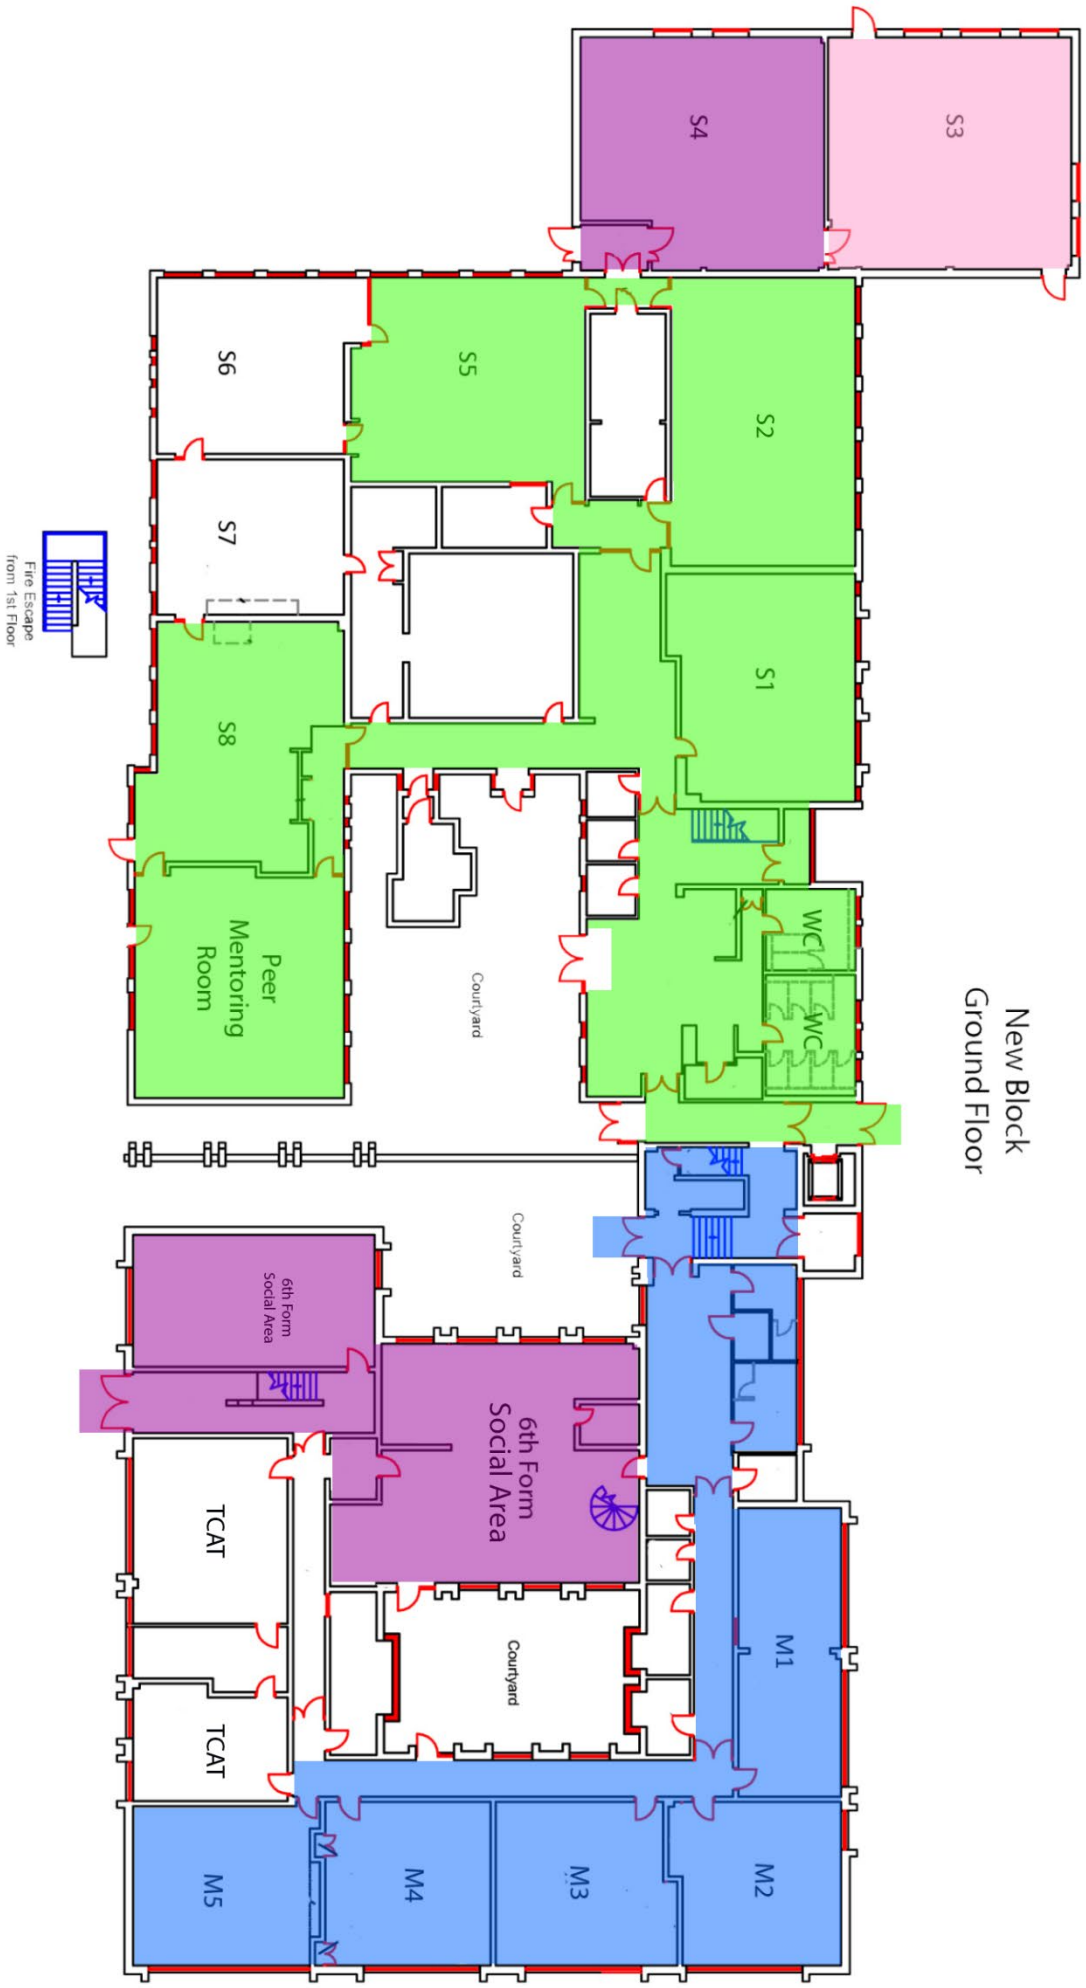 New Block
Ground Floor
S3
S4
S2
S5
S6
S7
S1
S8
Fire Escape
from 1st Floor
WC
WC
Peer
Mentoring
Room
Courtyard
Courtyard
6th Form
Social Area
6th Form
Social Area
TCAT
Courtyard
M1
TCAT
M2
M3
M4
M5